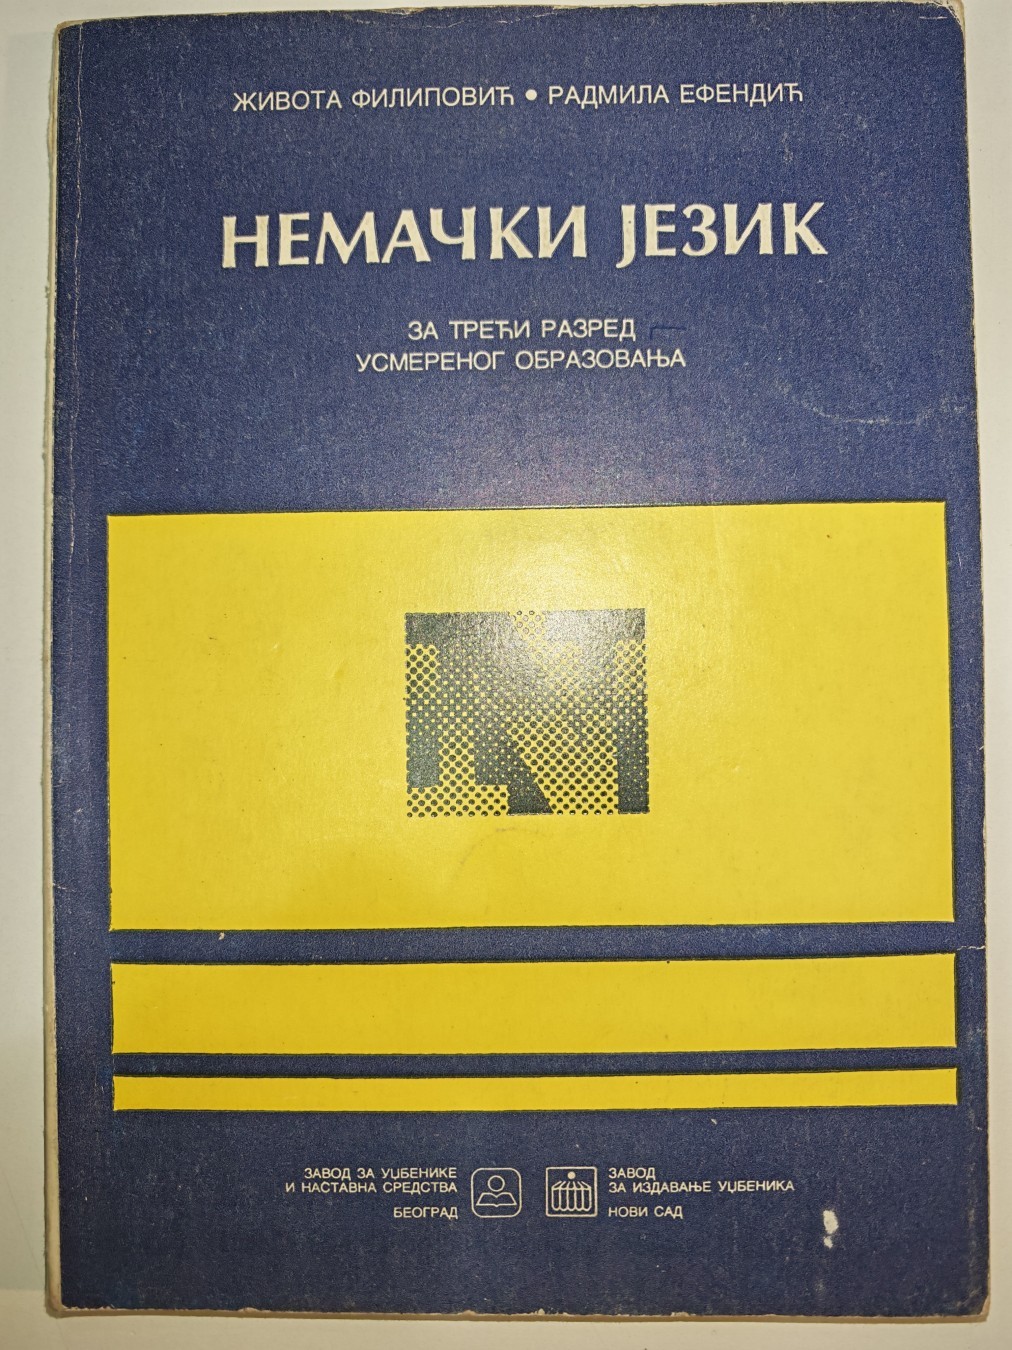 ЖИВОТА ФИЛИПОВИЋ • РАДМИЛА ЕФЕНДИЋ
НЕМАЧКИ ЈЕЗИК
ЗА ТРЕЋИ РАЗРЕД
УСМЕРЕНОГ ОБРАЗОВАЊА
ЗАВОД ЗА УЏБЕНИКЕ
И НАСТАВНА СРЕДСТВА
БЕОГРАД
ЗАВОД
ЗА ИЗДАВАЊЕ УЏБЕНИКА
НОВИ САД